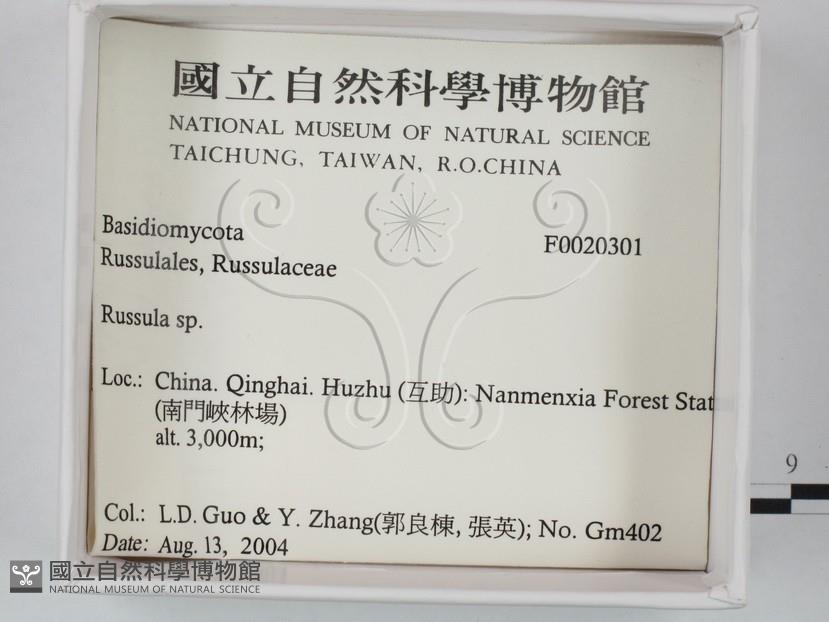 國立自然科學博物館
NATIONAL MUSEUM OF NATURAL SCIENCE
TAICHUNG, TAIWAN, R.O.CHINA
Basidiomycota
F0020301
Russulales, Russulaceae
Russula sp.
Loc.: China. Qinghai. Huzhu (互助): Nanmenxia Forest Stat
(南門峽林場)
alt. 3,000m;
Col.: L.D. Guo & Y. Zhang(郭良棟, 張英); No. Gm402
Date: Aug. 13, 2004
9
國立自然科學博物館
NATIONAL MUSEUM OF NATURAL SCIENCE